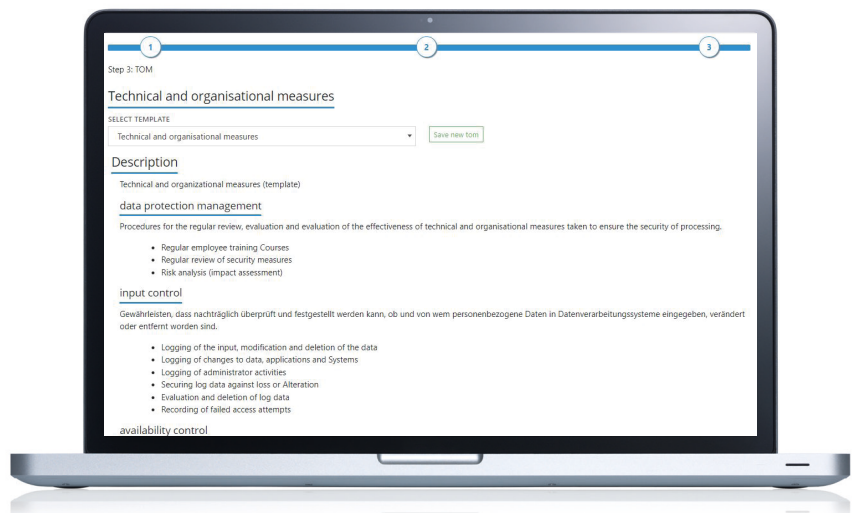 1 2 3
Step 3: TOM
Technical and organisational measures
SELECT TEMPLATE
Technical and organisational measures Save new tom
Description
Technical and organizational measures (template)
data protection management
Procedures for the regular review, evaluation and evaluation of the effectiveness of technical and organisational measures taken to ensure the security of processing.
• Regular employee training Courses
• Regular review of security measures
• Risk analysis (impact assessment)
input control
Gewährleisten, dass nachträglich überprüft und festgestellt werden kann, ob und von wem personenbezogene Daten in Datenverarbeitungssysteme eingegeben, verändert
oder entfernt worden sind.
• Logging of the input, modification and deletion of the data
• Logging of changes to data, applications and Systems
• Logging of administrator activities
• Securing log data against loss or Alteration
• Evaluation and deletion of log data
• Recording of failed access attempts
availability control